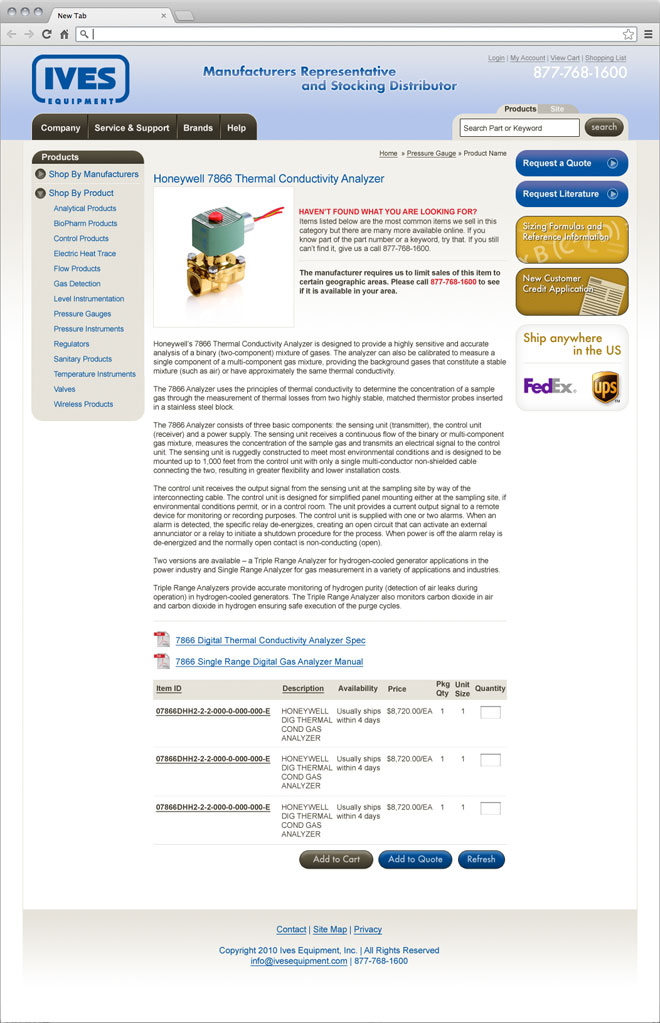 New Tab
IVES
EQUIPMENT
Manufacturers Representative
and Stocking Distributor
Login | My Account | View Cart | Shopping List
877-768-1600
Company
Service & Support
Brands
Help
Products
Site
Search Part or Keyword
search
Products
Shop By Manufacturers
Shop By Product
Analytical Products
BioPharm Products
Control Products
Electric Heat Trace
Flow Products
Gas Detection
Level Instrumentation
Pressure Gauges
Pressure Instruments
Regulators
Sanitary Products
Temperature Instruments
Valves
Wireless Products
Home » Pressure Gauge » Product Name
Honeywell 7866 Thermal Conductivity Analyzer
HAVEN'T FOUND WHAT YOU ARE LOOKING FOR?
Items listed below are the most common items we sell in this
category but there are many more available online. If you
know part of the part number or a keyword, try that. If you still
can't find it, give us a call 877-768-1600.
The manufacturer requires us to limit sales of this item to
certain geographic areas. Please call 877-768-1600 to see
if it is available in your area.
Honeywell's 7866 Thermal Conductivity Analyzer is designed to provide a highly sensitive and accurate
analysis of a binary (two-component) mixture of gases. The analyzer can also be calibrated to measure a
single component of a multi-component gas mixture, providing the background gases that constitute a stable
mixture (such as air) or have approximately the same thermal conductivity.
The 7866 Analyzer uses the principles of thermal conductivity to determine the concentration of a sample
gas through the measurement of thermal losses from two highly stable, matched thermistor probes inserted
in a stainless steel block.
The 7866 Analyzer consists of three basic components: the sensing unit (transmitter), the control unit
(receiver) and a power supply. The sensing unit receives a continuous flow of the binary or multi-component
gas mixture, measures the concentration of the sample gas and transmits an electrical signal to the control
unit. The sensing unit is ruggedly constructed to meet most environmental conditions and is designed to be
mounted up to 1,000 feet from the control unit with only a single multi-conductor non-shielded cable
connecting the two, resulting in greater flexibility and lower installation costs.
The control unit receives the output signal from the sensing unit at the sampling site by way of the
interconnecting cable. The control unit is designed for simplified panel mounting either at the sampling site, if
environmental conditions permit, or in a control room. The unit provides a current output signal to a remote
device for monitoring or recording purposes. The control unit is supplied with one or two alarms. When an
alarm is detected, the specific relay de-energizes, creating an open circuit that can activate an external
annunciator or a relay to initiate a shutdown procedure for the process. When power is off the alarm relay is
de-energized and the normally open contact is non-conducting (open).
Two versions are available – a Triple Range Analyzer for hydrogen-cooled generator applications in the
power industry and Single Range Analyzer for gas measurement in a variety of applications and industries.
Triple Range Analyzers provide accurate monitoring of hydrogen purity (detection of air leaks during
operation) in hydrogen-cooled generators. The Triple Range Analyzer also monitors carbon dioxide in air
and carbon dioxide in hydrogen ensuring safe execution of the purge cycles.
7866 Digital Thermal Conductivity Analyzer Spec
7866 Single Range Digital Gas Analyzer Manual
Item ID Description Availability Price Pkg Qty Unit Size Quantity
07866DHH2-2-2-000-0-000-000-E HONEYWELL Usually ships $8,720.00/EA 1 1
DIG THERMAL within 4 days
COND GAS
ANALYZER
07866DHH2-2-2-000-0-000-000-E HONEYWELL Usually ships $8,720.00/EA 1 1
DIG THERMAL within 4 days
COND GAS
ANALYZER
07866DHH2-2-2-000-0-000-000-E HONEYWELL Usually ships $8,720.00/EA 1 1
DIG THERMAL within 4 days
COND GAS
ANALYZER
Add to Cart
Add to Quote
Refresh
Request a Quote
Request Literature
Sizing Formulas and
Reference Information
New Customer
Credit Application
Ship anywhere
in the US
FedEx
ups
Contact | Site Map | Privacy
Copyright 2010 Ives Equipment, Inc. | All Rights Reserved
info@ivesequipment.com | 877-768-1600